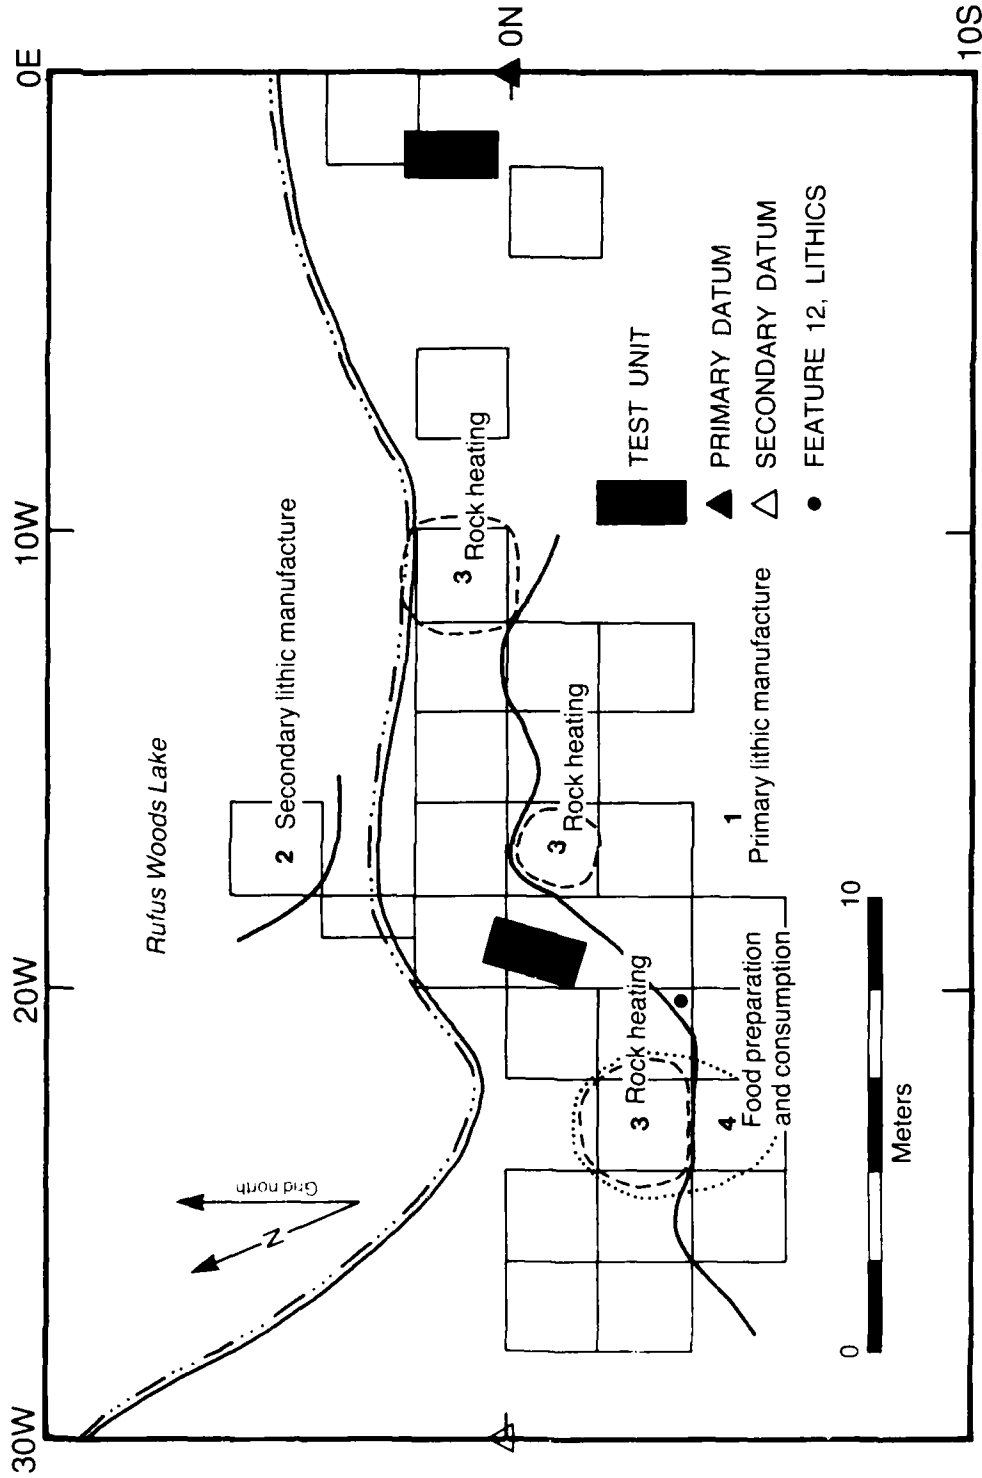 30W
20W
10W
0E
Rufus Woods Lake
Grid north
N
2 Secondary lithic manufacture
0N
3 Rock heating
3 Rock heating
3 Rock heating
4
Food preparation
and consumption
1
Primary lithic manufacture
TEST UNIT
PRIMARY DATUM
SECONDARY DATUM
FEATURE 12, LITHICS
0
10
Meters
10S